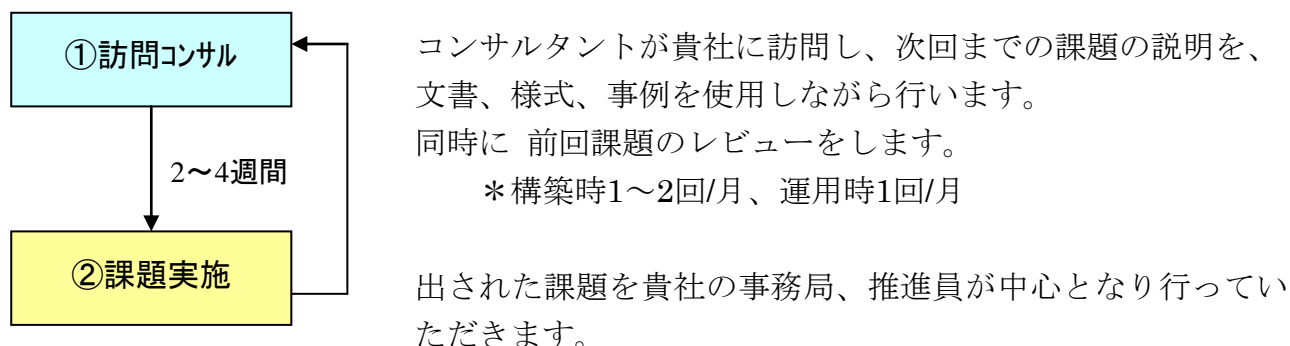 ①訪問ｺﾝｻﾙ
コンサルタントが貴社に訪問し、次回までの課題の説明を、
文書、様式、事例を使用しながら行います。
同時に 前回課題のレビューをします。
＊構築時1～2回/月、運用時1回/月
2～4週間
②課題実施
出された課題を貴社の事務局、推進員が中心となり行ってい
ただきます。